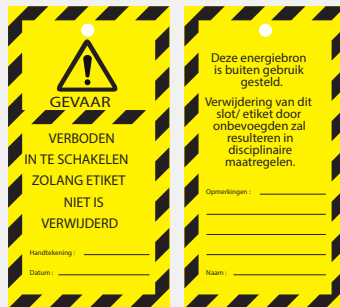 GEVAAR
VERBODEN
IN TE SCHAKELEN
ZOLANG ETIKET
NIET IS
VERWIJDERD
Handtekening :
Datum :
Deze energiebron
is buiten gebruik
gesteld.
Verwijdering van dit
slot/ etiket door
onbevoegden zal
resulteren in
disciplinaire
maatregelen.
Opmerkingen :
Naam :